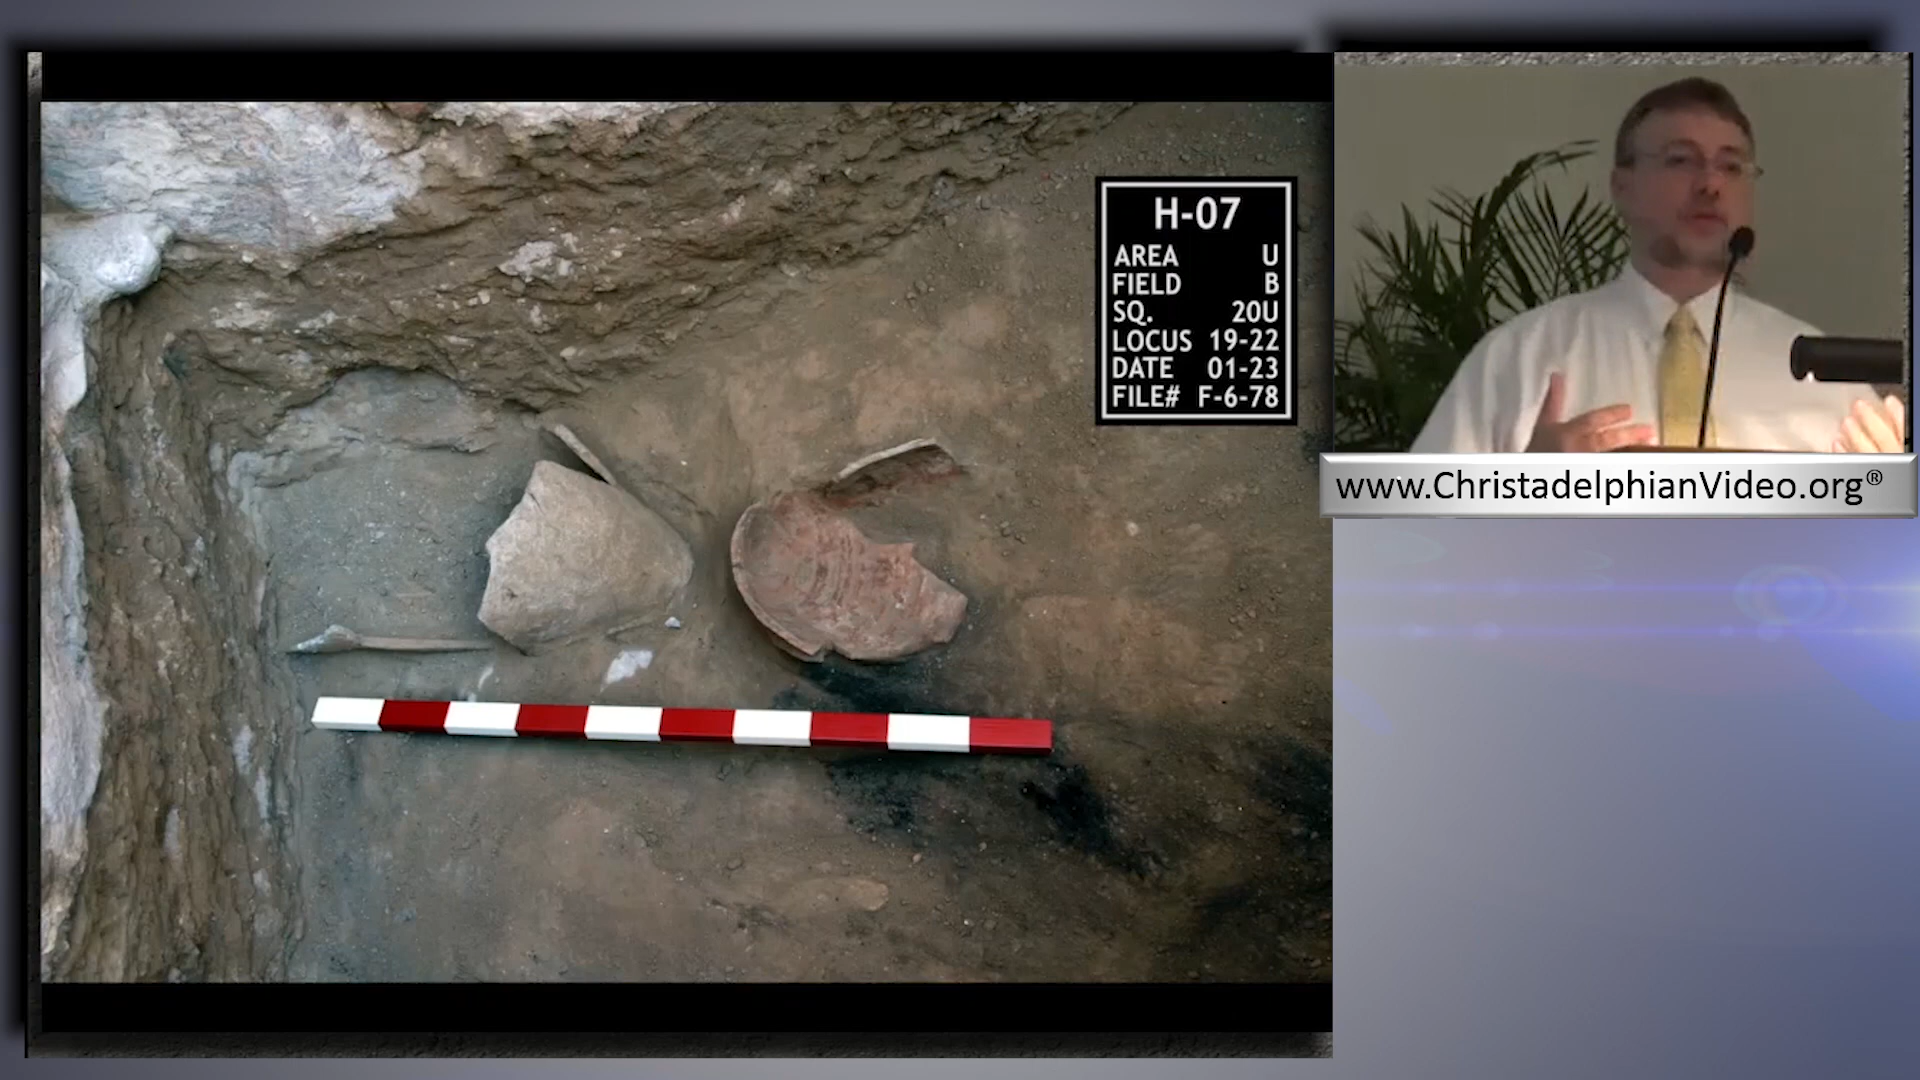 H-07
AREA U
FIELD B
SQ. 20U
LOCUS 19-22
DATE 01-23
FILE# F-6-78
www.ChristadelphianVideo.org®